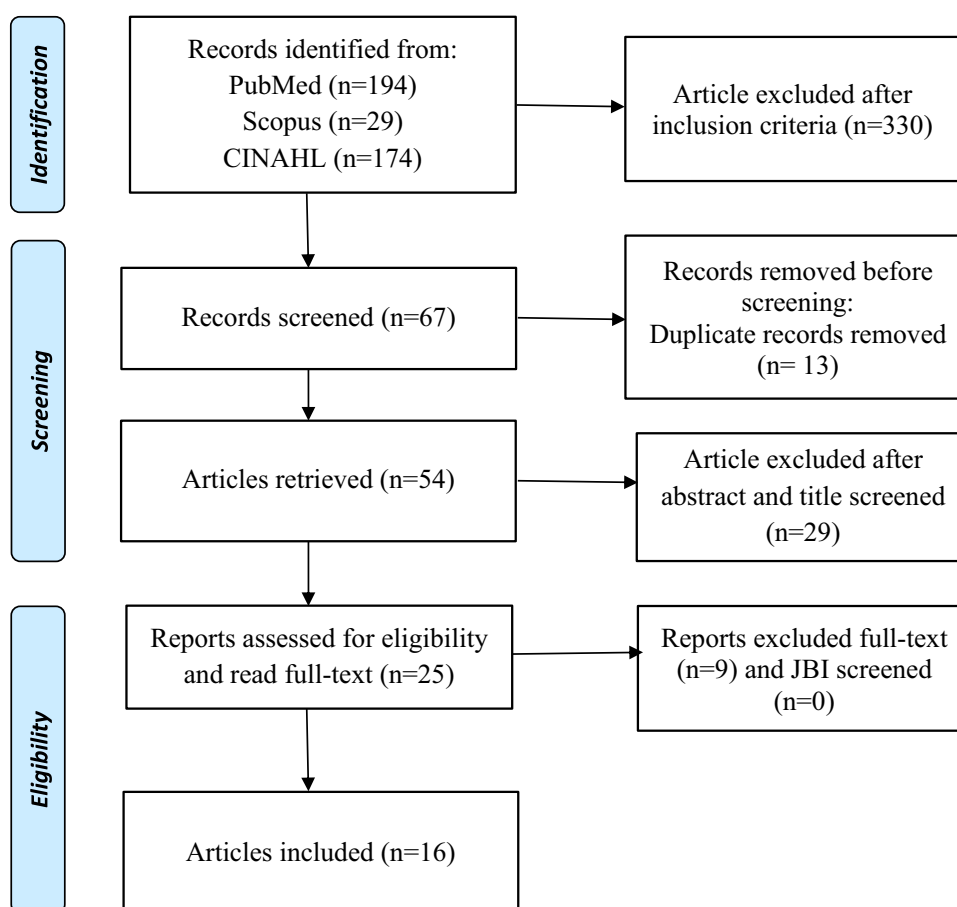 Identification
Records identified from:
PubMed (n=194)
Scopus (n=29)
CINAHL (n=174)
Article excluded after
inclusion criteria (n=330)
Screening
Records screened (n=67)
Records removed before
screening:
Duplicate records removed
(n= 13)
Articles retrieved (n=54)
Article excluded after
abstract and title screened
(n=29)
Eligibility
Reports assessed for eligibility
and read full-text (n=25)
Reports excluded full-text
(n=9) and JBI screened
(n=0)
Articles included (n=16)